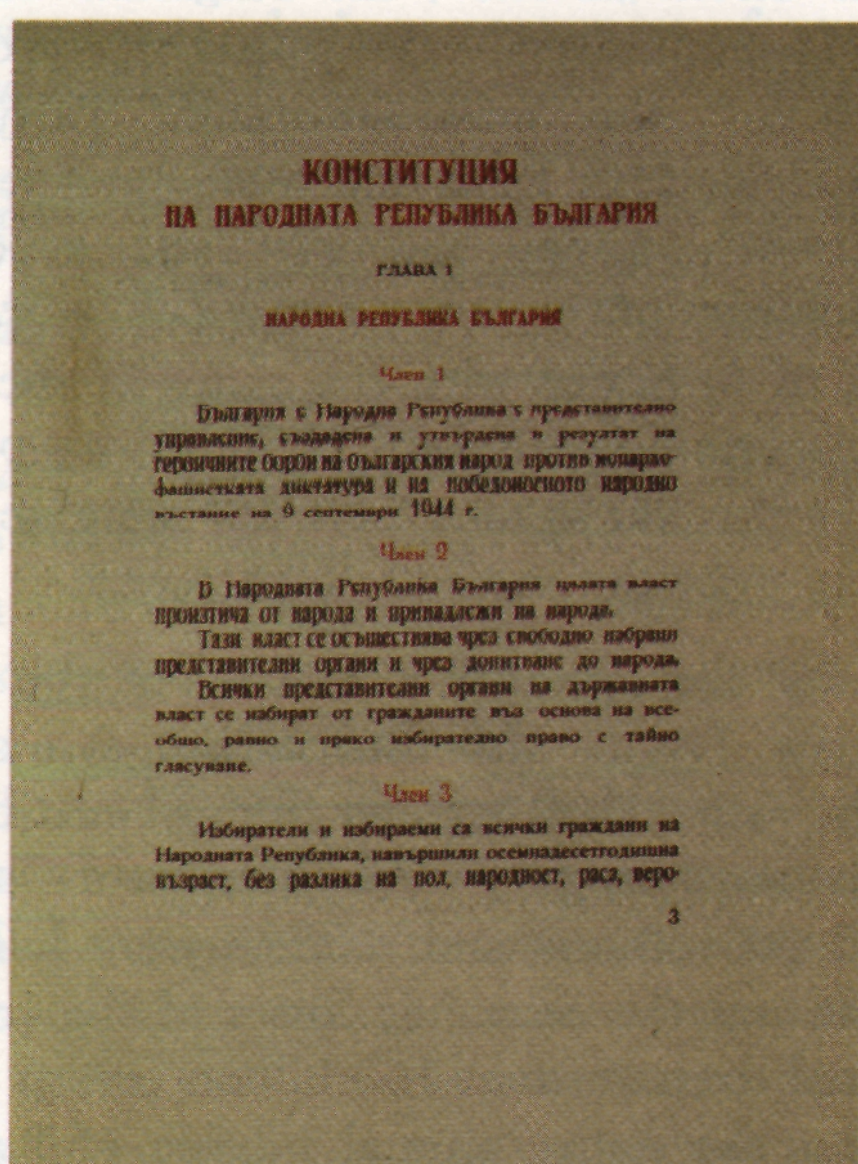 КОНСТИТУЦИЯ
НА НАРОДНАТА РЕПУБЛИКА БЪЛГАРИЯ
ГЛАВА 1
НАРОДНА РЕПУБЛИКА БЪЛГАРИЯ
Член 1
България е Народна Република с представително
управление, създадена и утвърдена в резултат на
героичните борби на българския народ против монархо-
фашистката диктатура и на победоносното народно
въстание на 9 септември 1944 г.
Член 2
В Народната Република България цялата власт
произтича от народа и принадлежи на народа.
Тази власт се осъществява чрез свободно избрани
представителни органи и чрез допитване до народа.
Всички представителни органи на държавната
власт се избират от гражданите въз основа на все-
общо, равно и пряко избирателно право с тайно
гласуване.
Член 3
Избиратели и избираеми са всички граждани на
Народната Република, навършили осемнадесетгодишна
възраст, без разлика на пол, народност, раса, веро-
3